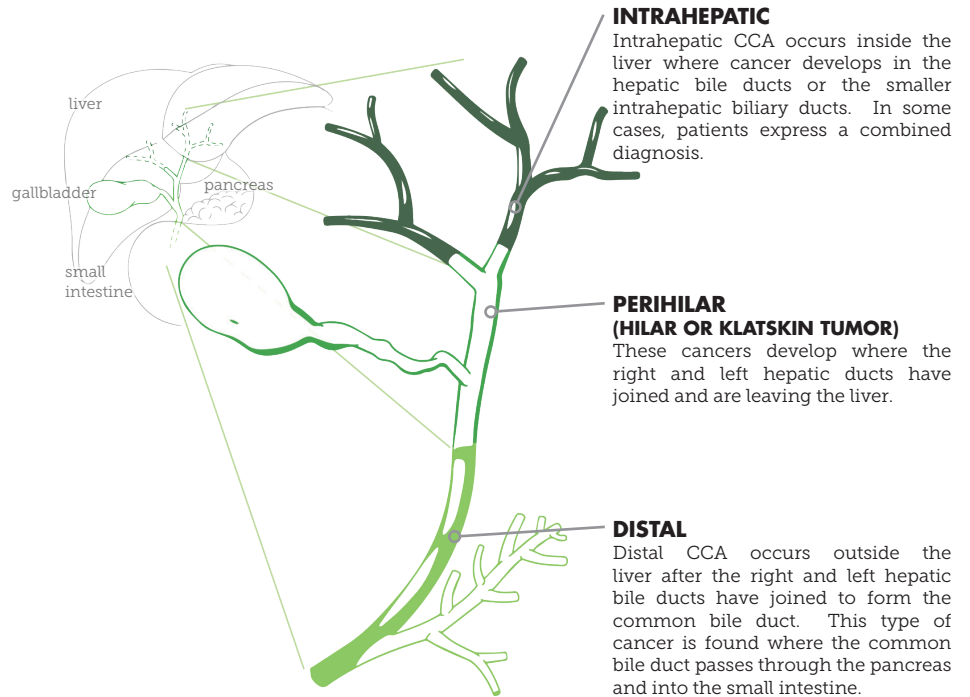 INTRAHEPATIC
Intrahepatic CCA occurs inside the
liver where cancer develops in the
hepatic bile ducts or the smaller
intrahepatic biliary ducts. In some
cases, patients express a combined
diagnosis.
liver
gallbladder
pancreas
small
intestine
PERIHILAR
(HILAR OR KLATSKIN TUMOR)
These cancers develop where the
right and left hepatic ducts have
joined and are leaving the liver.
DISTAL
Distal CCA occurs outside the
liver after the right and left hepatic
bile ducts have joined to form the
common bile duct. This type of
cancer is found where the common
bile duct passes through the pancreas
and into the small intestine.